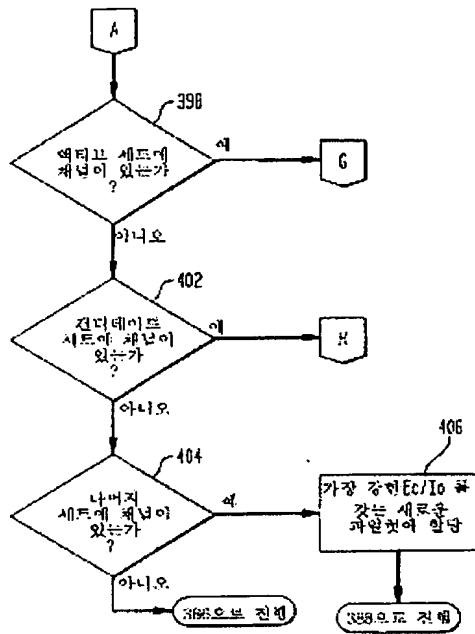 A
398
액티브 세트에
채널이 있는가
?
예
G
아니오
402
캔디데이트
세트에 채널이
있는가
?
예
H
아니오
404
나머지
세트에 채널이
있는가
?
예
406
가장 강한 Ec/Io 를
갖는 새로운
파일럿에 할당
아니오
386으로 진행
388으로 진행